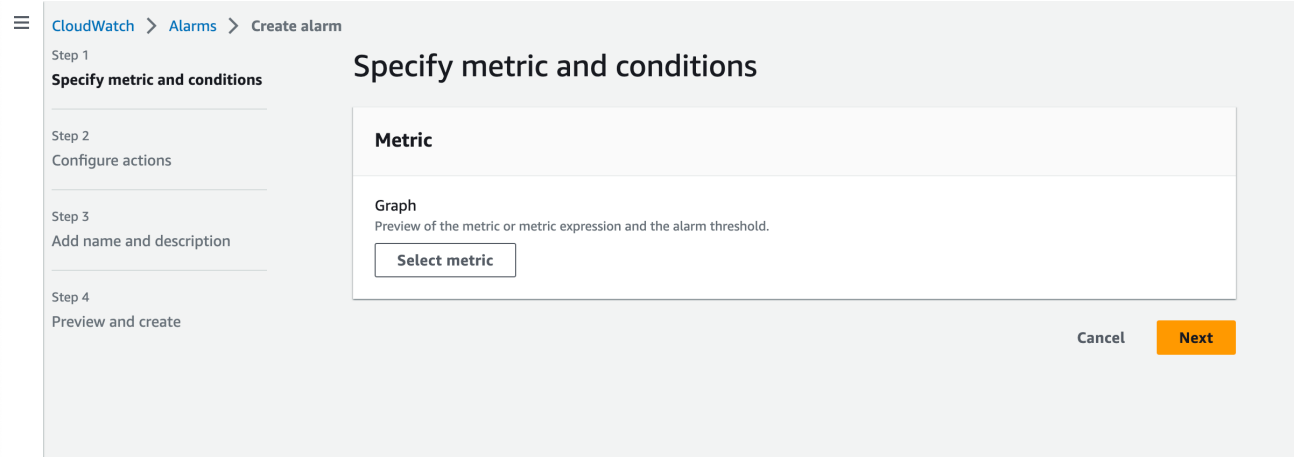 CloudWatch > Alarms > Create alarm
Step 1
Specify metric and conditions
Step 2
Configure actions
Step 3
Add name and description
Step 4
Preview and create
Specify metric and conditions
Metric
Graph
Preview of the metric or metric expression and the alarm threshold.
Select metric
Cancel Next